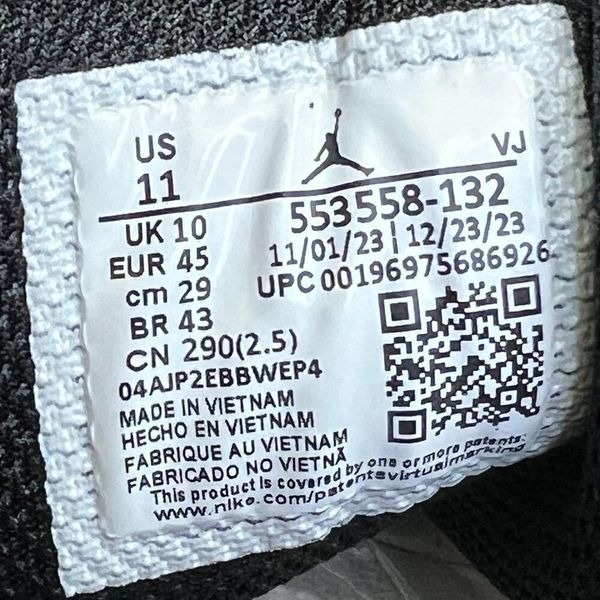 US
11
VJ
UK 10
EUR 45
cm 29
BR 43
CN 290(2.5)
553558-132
11/01/23 | 12/23/23
UPC 00196975686926
04AJP2EBBWEP4
MADE IN VIETNAM
HECHO EN VIETNAM
FABRIQUE AU VIETNAM
FABRICADO NO VIETNÃ
This product is covered by one or more patents:
www.nike.com/patentsvirtualmarking